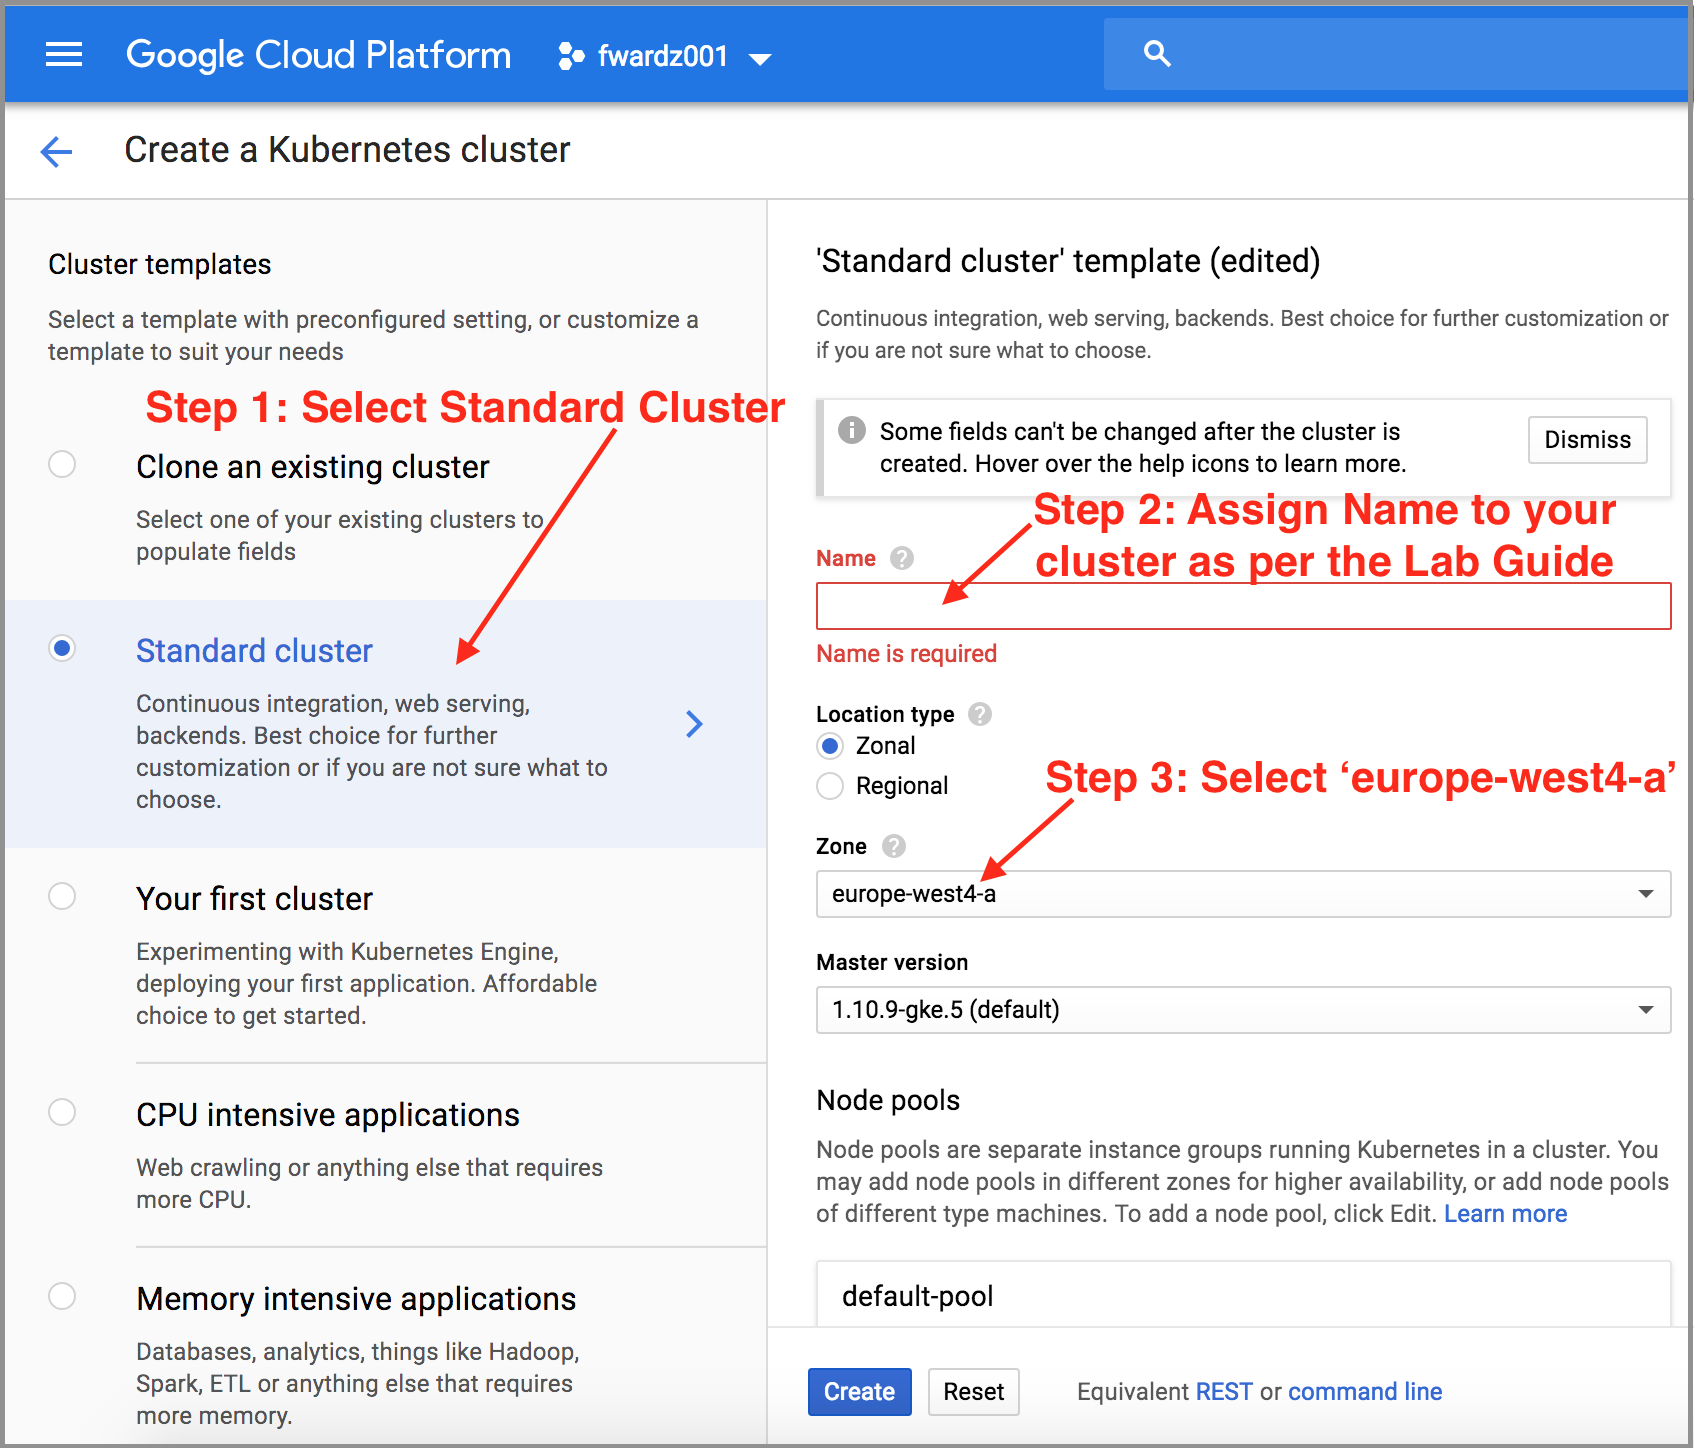 Google Cloud Platform
fwardz001
Create a Kubernetes cluster
Cluster templates
Select a template with preconfigured setting, or customize a
template to suit your needs
Step 1: Select Standard Cluster
Clone an existing cluster
Select one of your existing clusters to
populate fields
Standard cluster
Continuous integration, web serving,
backends. Best choice for further
customization or if you are not sure what to
choose.
Your first cluster
Experimenting with Kubernetes Engine,
deploying your first application. Affordable
choice to get started.
CPU intensive applications
Web crawling or anything else that requires
more CPU.
Memory intensive applications
Databases, analytics, things like Hadoop,
Spark, ETL or anything else that requires
more memory.
'Standard cluster' template (edited)
Continuous integration, web serving, backends. Best choice for further customization or
if you are not sure what to choose.
Some fields can't be changed after the cluster is
created. Hover over the help icons to learn more.
Dismiss
Step 2: Assign Name to your
cluster as per the Lab Guide
Name
Name is required
Location type
Zonal
Regional
Step 3: Select ‘europe-west4-a’
Zone
europe-west4-a
Master version
1.10.9-gke.5 (default)
Node pools
Node pools are separate instance groups running Kubernetes in a cluster. You
may add node pools in different zones for higher availability, or add node pools
of different type machines. To add a node pool, click Edit. Learn more
default-pool
Create
Reset
Equivalent REST or command line